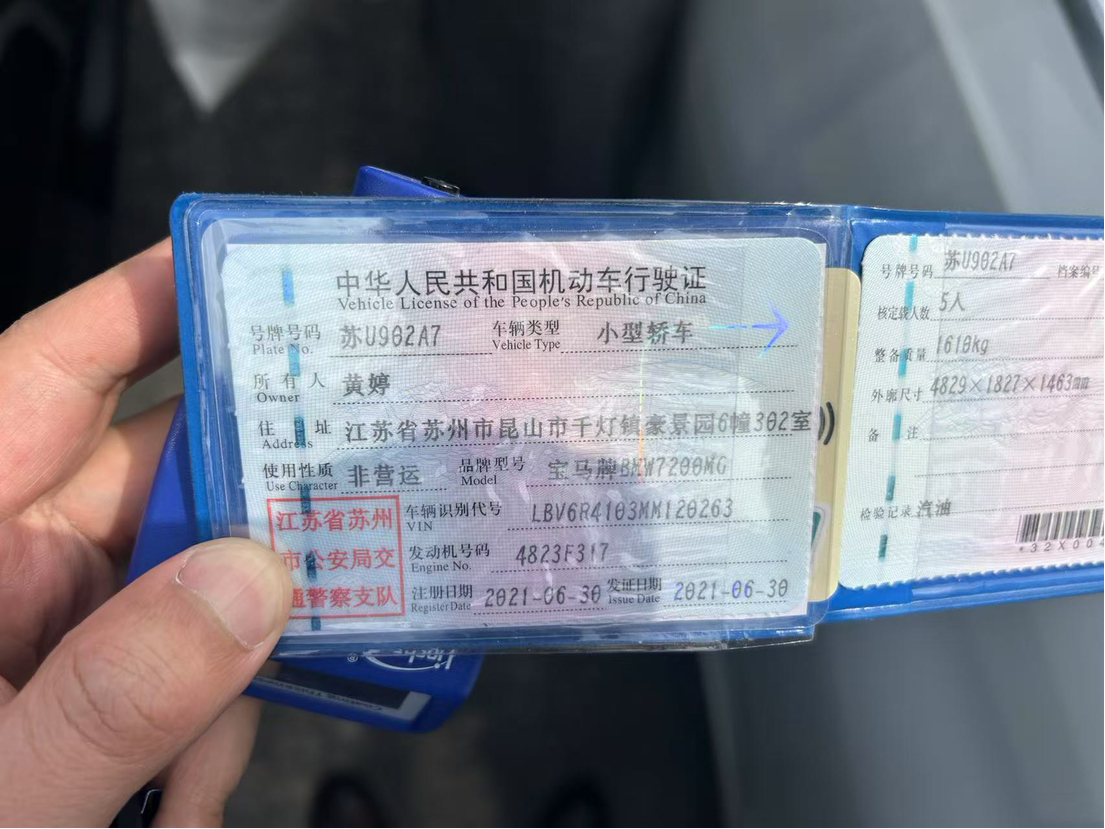 中华人民共和国机动车行驶证
Vehicle License of the People's Republic of China
号牌号码 苏U902A7 车辆类型 小型轿车
Plate No. Vehicle Type
所有人 黄婷
Owner
住址 江苏省苏州市昆山市千灯镇豪景园6幢302室
Address
使用性质 非营运 品牌型号 宝马牌BMW7200MG
Use Character Model
江苏省苏州
市公安局交
通警察支队
车辆识别代号 LBV6R4103MM120263
VIN
发动机号码 4823F317
Engine No.
注册日期 2021-06-30 发证日期 2021-06-30
Register Date Issue Date
号牌号码 苏U902A7 档案编号
核定载人数 5人
整备质量 1610kg
外廓尺寸 4829×1827×1463mm
备注
检验记录 汽油